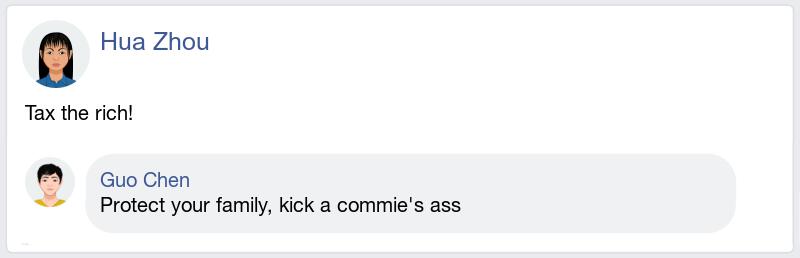 Hua Zhou
Tax the rich!
Guo Chen
Protect your family, kick a commie's ass